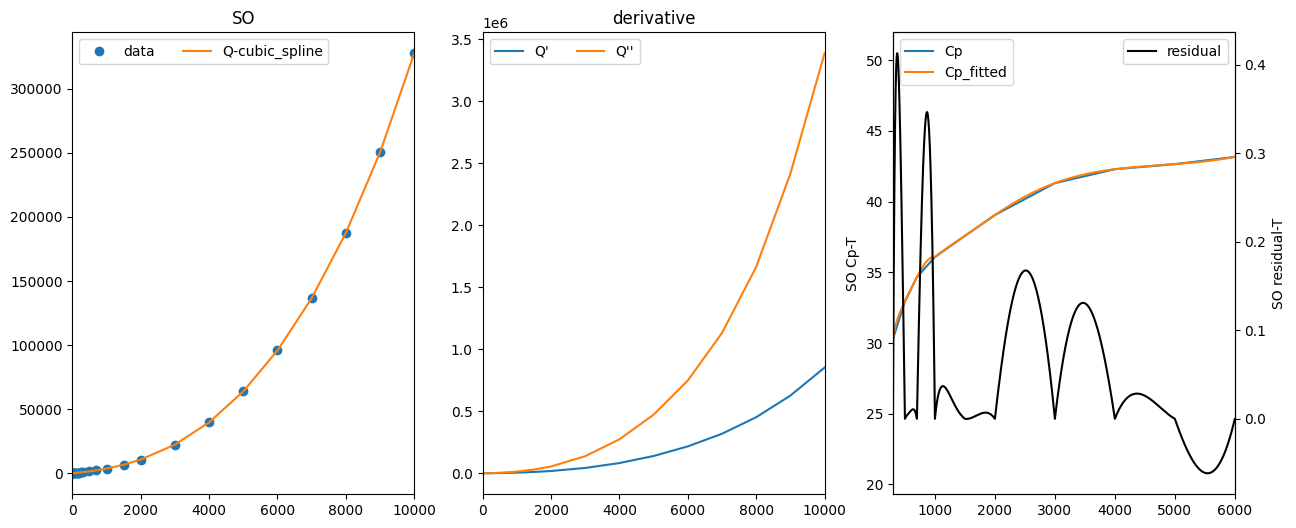 SO
data
Q-cubic_spline
300000
250000
200000
150000
100000
50000
0
0 2000 4000 6000 8000 10000
derivative
1e6
Q'
Q''
3.5
3.0
2.5
2.0
1.5
1.0
0.5
0.0
0 2000 4000 6000 8000 10000
Cp
Cp_fitted
residual
50
45
40
35
30
25
20
SO Cp-T
1000 2000 3000 4000 5000 6000
0.4
0.3
0.2
0.1
0.0
SO residual-T